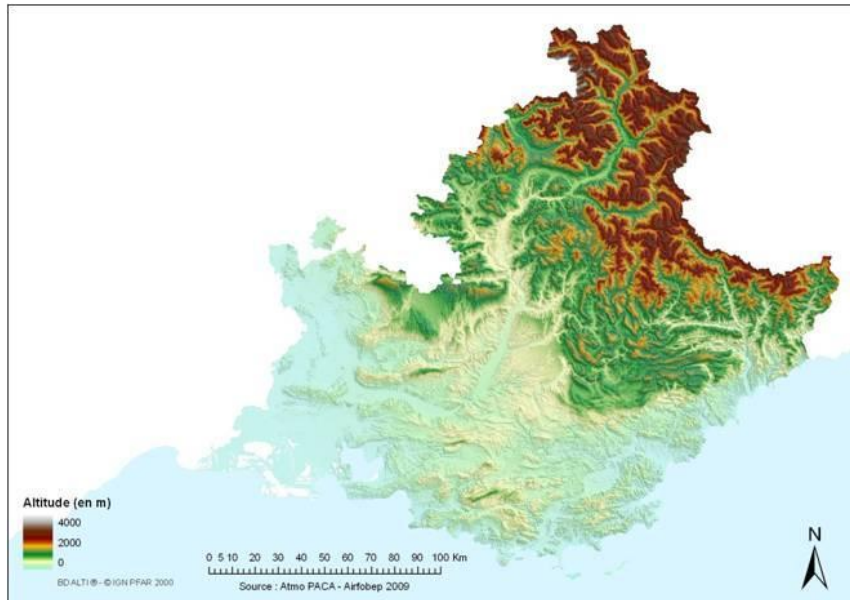 Altitude (en m)
4000
2000
0
BD ALTI ® - © IGN PFAR 2000
0 5 10 20 30 40 50 60 70 80 90 100 Km
Source : Atmo PACA - Airfobep 2009
N